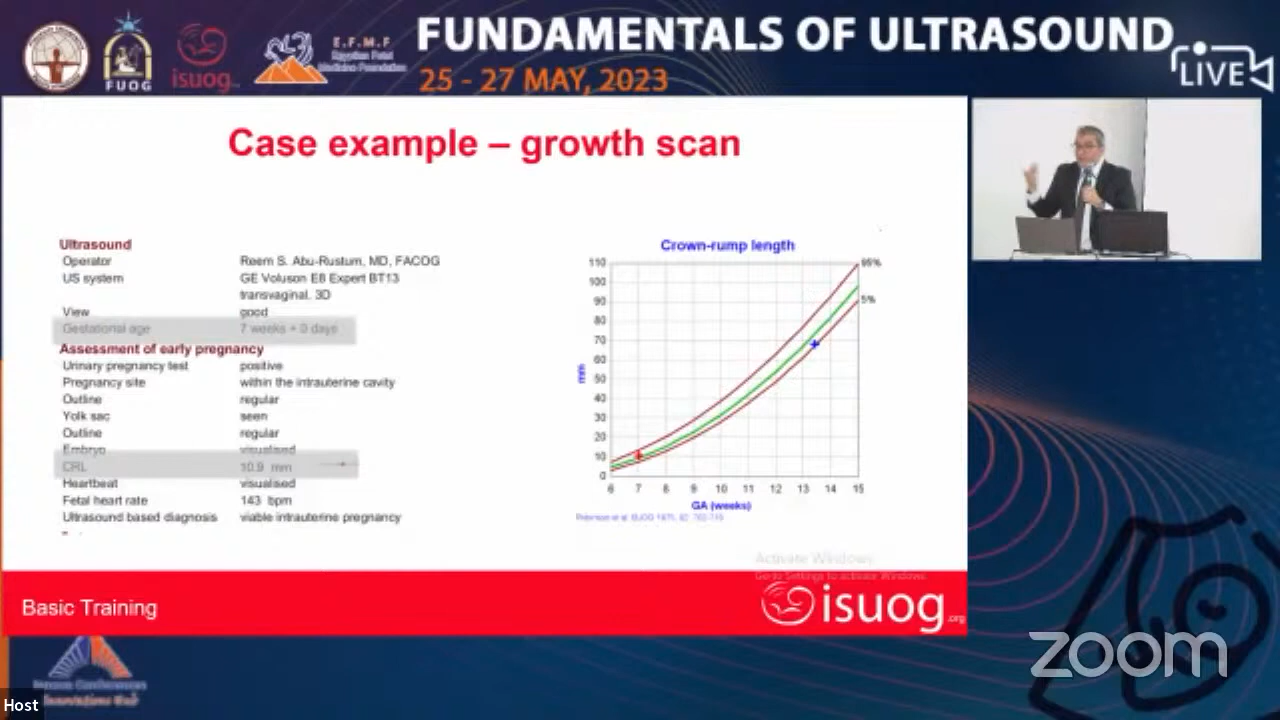 FUNDAMENTALS OF ULTRASOUND
25 - 27 MAY, 2023
LIVE
FUOG
isuog
E.F.M.F
Egyptian Fetal
Medicine Foundation
Case example – growth scan
Ultrasound
Operator Reem S. Abu-Rustum, MD, FACOG
US system GE Voluson E8 Expert BT13
transvaginal. 3D
View good
Gestational age 7 weeks + 0 days
Assessment of early pregnancy
Urinary pregnancy test positive
Pregnancy site within the intrauterine cavity
Outline regular
Yolk sac seen
Outline regular
Embryo visualised
CRL 10.9 mm
Heartbeat visualised
Fetal heart rate 143 bpm
Ultrasound based diagnosis viable intrauterine pregnancy
Crown-rump length
110
100
90
80
70
60
50
40
30
20
10
0
mm
95%
5%
6 7 8 9 10 11 12 13 14 15
GA (weeks)
Activate Windows
Go to Settings to activate Windows.
Basic Training
isuog.org
zoom
Host